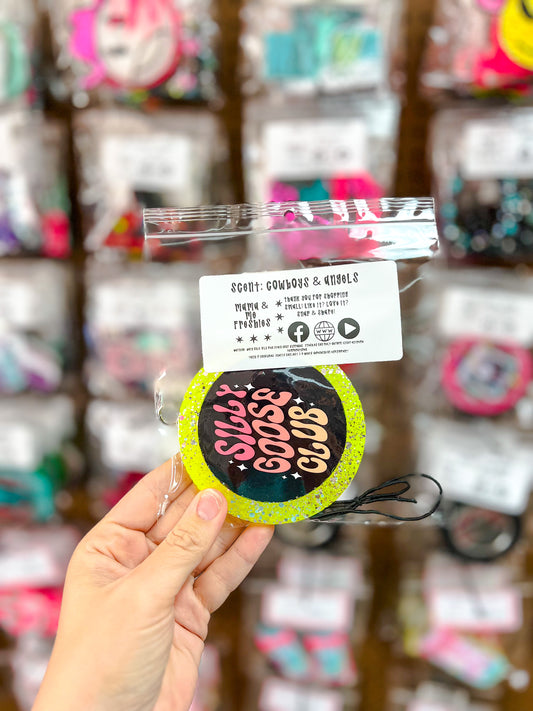 Scent: Cowboys & Angels
Mama &
Me
Freshies
Thank you for shopping
small! Like it? Love it?
Snap & Share!
SILLY
GOOSE
CLUB